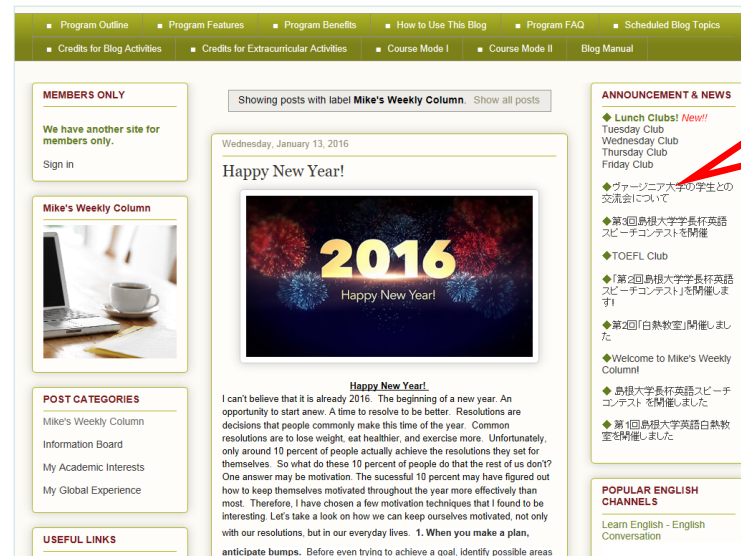 Program Outline
Program Features
Program Benefits
How to Use This Blog
Program FAQ
Scheduled Blog Topics
Credits for Blog Activities
Credits for Extracurricular Activities
Course Mode I
Course Mode II
Blog Manual
MEMBERS ONLY
We have another site for
members only.
Sign in
Mike's Weekly Column
POST CATEGORIES
Mike's Weekly Column
Information Board
My Academic Interests
My Global Experience
USEFUL LINKS
Showing posts with label Mike's Weekly Column. Show all posts
Wednesday, January 13, 2016
Happy New Year!
2016
Happy New Year!
Happy New Year!
I can't believe that it is already 2016. The beginning of a new year. An
opportunity to start anew. A time to resolve to be better. Resolutions are
decisions that people commonly make this time of the year. Common
resolutions are to lose weight, eat healthier, and exercise more. Unfortunately,
only around 10 percent of people actually achieve the resolutions they set for
themselves. So what do these 10 percent of people do that the rest of us don't?
One answer may be motivation. The sucessful 10 percent may have figured out
how to keep themselves motivated throughout the year more effectively than
most. Therefore, I have chosen a few motivation techniques that I found to be
interesting. Let's take a look on how we can keep ourselves motivated, not only
with our resolutions, but in our everyday lives. 1. When you make a plan,
anticipate bumps. Before even trying to achieve a goal, identify possible areas
ANNOUNCEMENT & NEWS
◆ Lunch Clubs! New!!
Tuesday Club
Wednesday Club
Thursday Club
Friday Club
◆ヴァージニア大学の学生との
交流会について
◆第3回島根大学学長杯英語
スピーチコンテストを開催
◆TOEFL Club
◆「第2回島根大学学長杯英語
スピーチコンテスト」を開催しま
す!
◆第2回「白熱教室」開催しまし
た
◆Welcome to Mike's Weekly
Column!
◆ 島根大学長杯英語スピーチ
コンテスト を開催しました
◆ 第1回島根大学英語白熱教
室を開催しました
POPULAR ENGLISH
CHANNELS
Learn English - English
Conversation